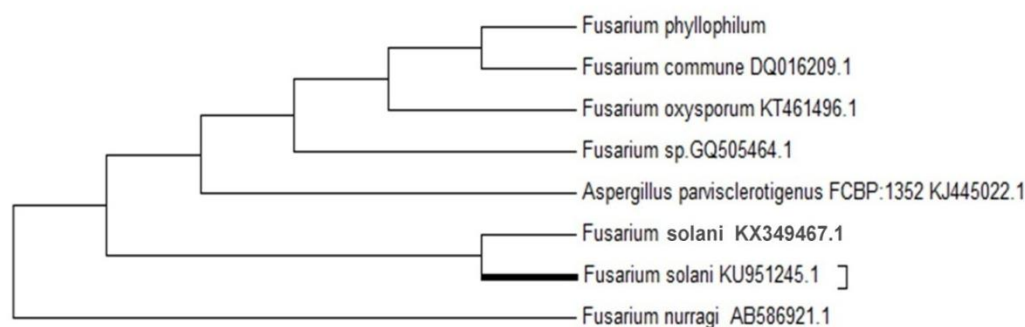 Fusarium phyllophilum
Fusarium commune DQ016209.1
Fusarium oxysporum KT461496.1
Fusarium sp.GQ505464.1
Aspergillus parvisclerotigenus FCBP:1352 KJ445022.1
Fusarium solani KX349467.1
Fusarium solani KU951245.1
Fusarium nurragi AB586921.1